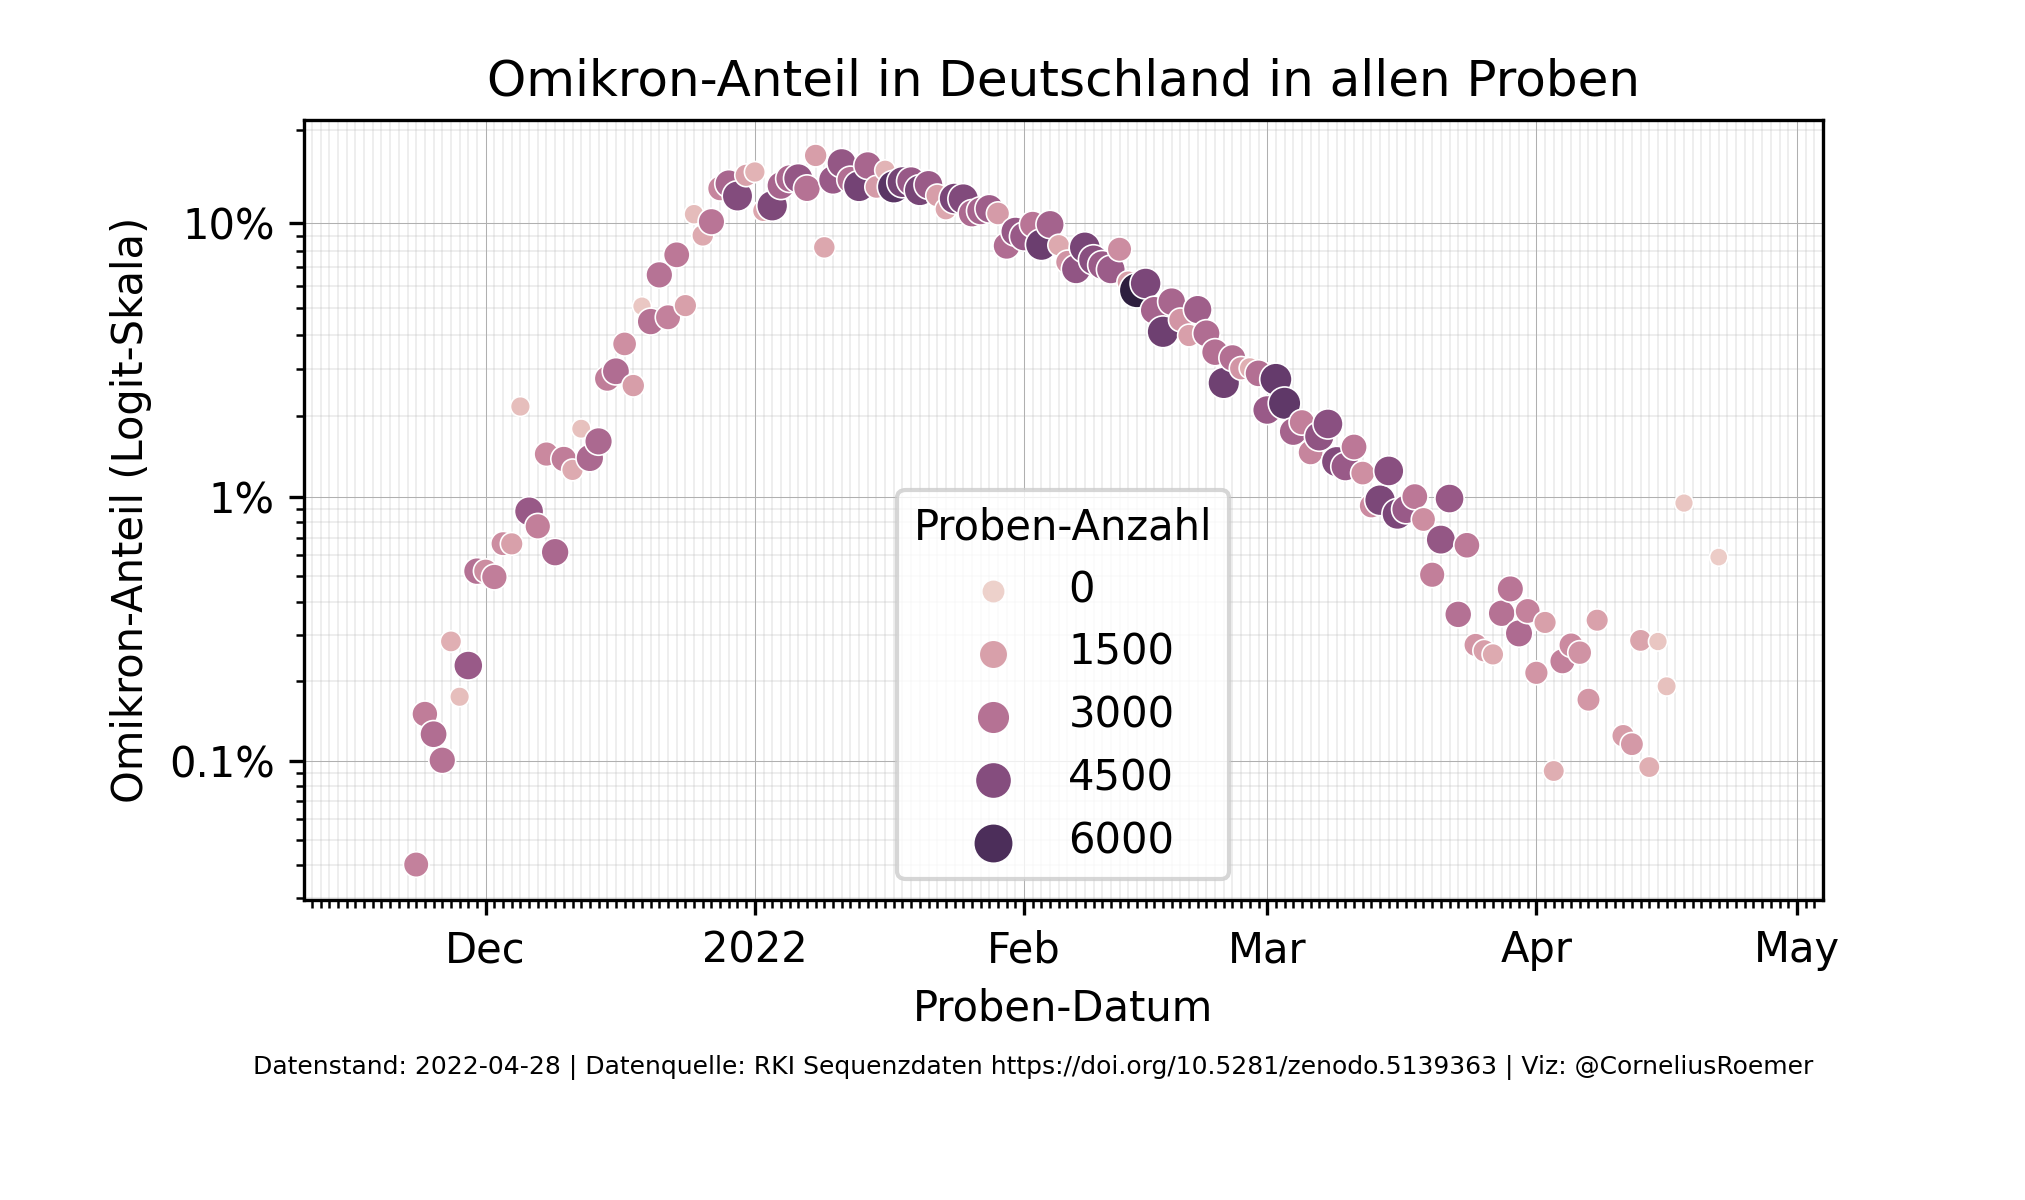 Omikron-Anteil in Deutschland in allen Proben
Omikron-Anteil (Logit-Skala)
10%
1%
0.1%
Proben-Anzahl
0
1500
3000
4500
6000
Dec 2022 Feb Mar Apr May
Proben-Datum
Datenstand: 2022-04-28 | Datenquelle: RKI Sequenzdaten https://doi.org/10.5281/zenodo.5139363 | Viz: @CorneliusRoemer